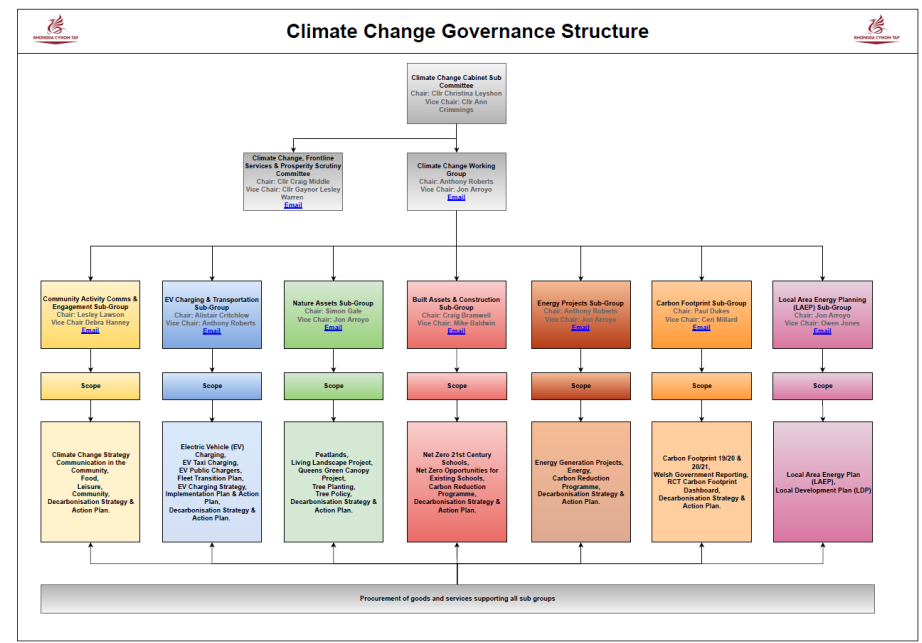 RHONDDA CYNON TAF
Climate Change Governance Structure
RHONDDA CYNON TAF
Climate Change Cabinet Sub
Committee
Chair: Cllr Christina Leyshon
Vice Chair: Cllr Ann
Crimmings
Climate Change, Frontline
Services & Prosperity Scrutiny
Committee
Chair: Cllr Craig Middle
Vice Chair: Cllr Gaynor Lesley
Warren
Email
Climate Change Working
Group
Chair: Anthony Roberts
Vice Chair: Jon Arroyo
Email
Community Activity Comms &
Engagement Sub-Group
Chair: Lesley Lawson
Vice Chair Debra Hanney
Email
EV Charging & Transportation
Sub-Group
Chair: Alistair Critchlow
Vice Chair: Anthony Roberts
Email
Nature Assets Sub-Group
Chair: Simon Gale
Vice Chair: Jon Arroyo
Email
Built Assets & Construction
Sub-Group
Chair: Craig Bramwell
Vice Chair: Mike Baldwin
Email
Energy Projects Sub-Group
Chair: Anthony Roberts
Vice Chair: Jon Arroyo
Email
Carbon Footprint Sub-Group
Chair: Paul Dukes
Vice Chair: Ceri Millard
Email
Local Area Energy Planning
(LAEP) Sub-Group
Chair: Jon Arroyo
Vice Chair: Owen Jones
Email
Scope
Scope
Scope
Scope
Scope
Scope
Scope
Climate Change Strategy
Communication in the
Community,
Food,
Leisure,
Community,
Decarbonisation Strategy &
Action Plan.
Electric Vehicle (EV)
Charging,
EV Taxi Charging,
EV Public Chargers,
Fleet Transition Plan,
EV Charging Strategy,
Implementation Plan & Action
Plan,
Decarbonisation Strategy &
Action Plan.
Peatlands,
Living Landscape Project,
Queens Green Canopy
Project,
Tree Planting,
Tree Policy,
Decarbonisation Strategy &
Action Plan.
Net Zero 21st Century
Schools,
Net Zero Opportunities for
Existing Schools,
Carbon Reduction
Programme,
Decarbonisation Strategy &
Action Plan.
Energy Generation Projects,
Energy,
Carbon Reduction
Programme,
Decarbonisation Strategy &
Action Plan.
Carbon Footprint 19/20 &
20/21,
Welsh Government Reporting,
RCT Carbon Footprint
Dashboard,
Decarbonisation Strategy &
Action Plan.
Local Area Energy Plan
(LAEP),
Local Development Plan (LDP)
Procurement of goods and services supporting all sub groups